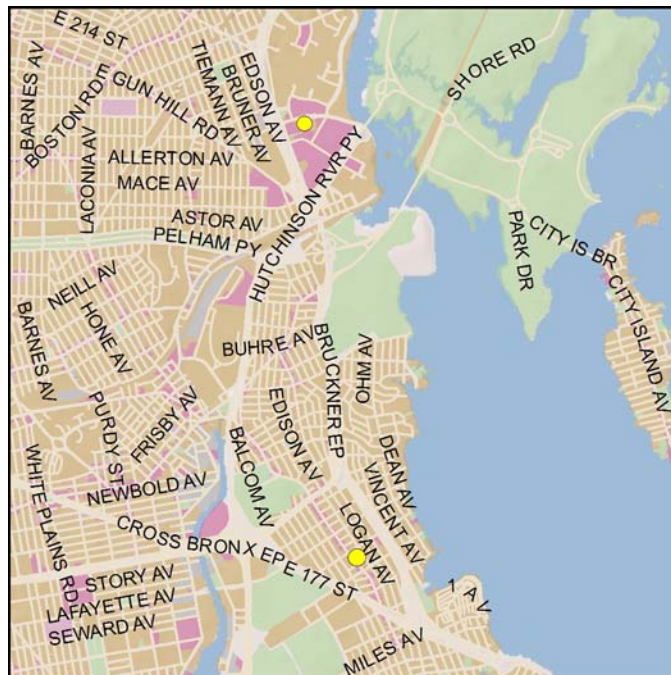 E 214 ST
SHORE RD
BARNES AV
BOSTON RD
E GUN HILL RD
TIEMANN AV
BRUNER AV
EDSON AV
LACONIA AV
ALLERTON AV
MACE AV
ASTOR AV
PELHAM PY
HUTCHINSON RVR PY
PARK DR
CITY IS BR
CITY ISLAND AV
NEILL AV
HONE AV
BARNES AV
BUHRE AV
BRUCKNER EP
OHM AV
PURDY ST
FRISBY AV
EDISON AV
BALCOM AV
DEAN AV
VINCENT AV
WHITE PLAINS RD
NEWBOLD AV
LOGAN AV
CROSS BRONX EP
E 177 ST
STORY AV
LAFAYETTE AV
SEWARD AV
1 AV
MILES AV